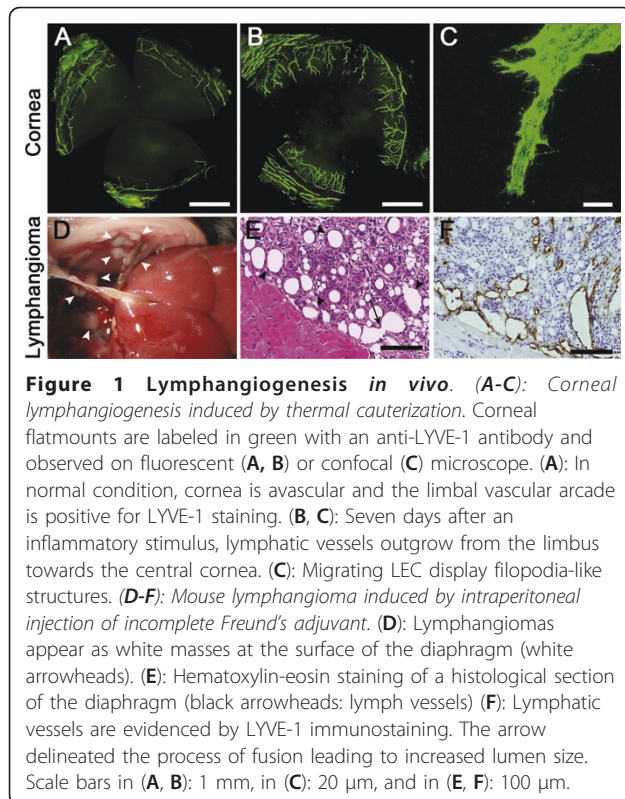 A
B
C
Cornea
D
E
F
Lymphangioma
Figure 1 Lymphangiogenesis in vivo. (A-C): Corneal
lymphangiogenesis induced by thermal cauterization. Corneal
flatmounts are labeled in green with an anti-LYVE-1 antibody and
observed on fluorescent (A, B) or confocal (C) microscope. (A): In
normal condition, cornea is avascular and the limbal vascular arcade
is positive for LYVE-1 staining. (B, C): Seven days after an
inflammatory stimulus, lymphatic vessels outgrow from the limbus
towards the central cornea. (C): Migrating LEC display filopodia-like
structures. (D-F): Mouse lymphangioma induced by intraperitoneal
injection of incomplete Freund's adjuvant. (D): Lymphangiomas
appear as white masses at the surface of the diaphragm (white
arrowheads). (E): Hematoxylin-eosin staining of a histological section
of the diaphragm (black arrowheads: lymph vessels) (F): Lymphatic
vessels are evidenced by LYVE-1 immunostaining. The arrow
delineated the process of fusion leading to increased lumen size.
Scale bars in (A, B): 1 mm, in (C): 20 μm, and in (E, F): 100 μm.